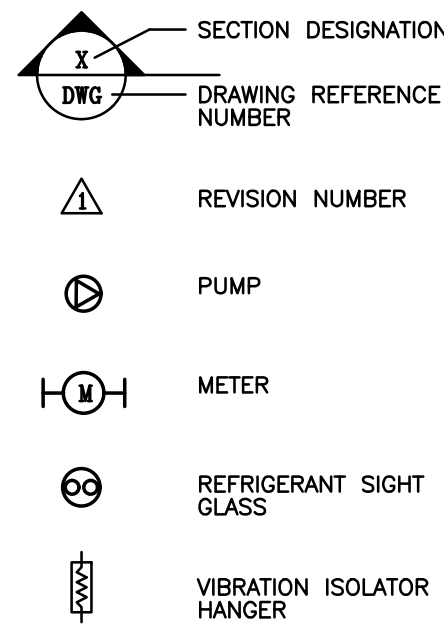 X
SECTION DESIGNATION
DWG
DRAWING REFERENCE
NUMBER
1
REVISION NUMBER
PUMP
M
METER
REFRIGERANT SIGHT
GLASS
VIBRATION ISOLATOR
HANGER